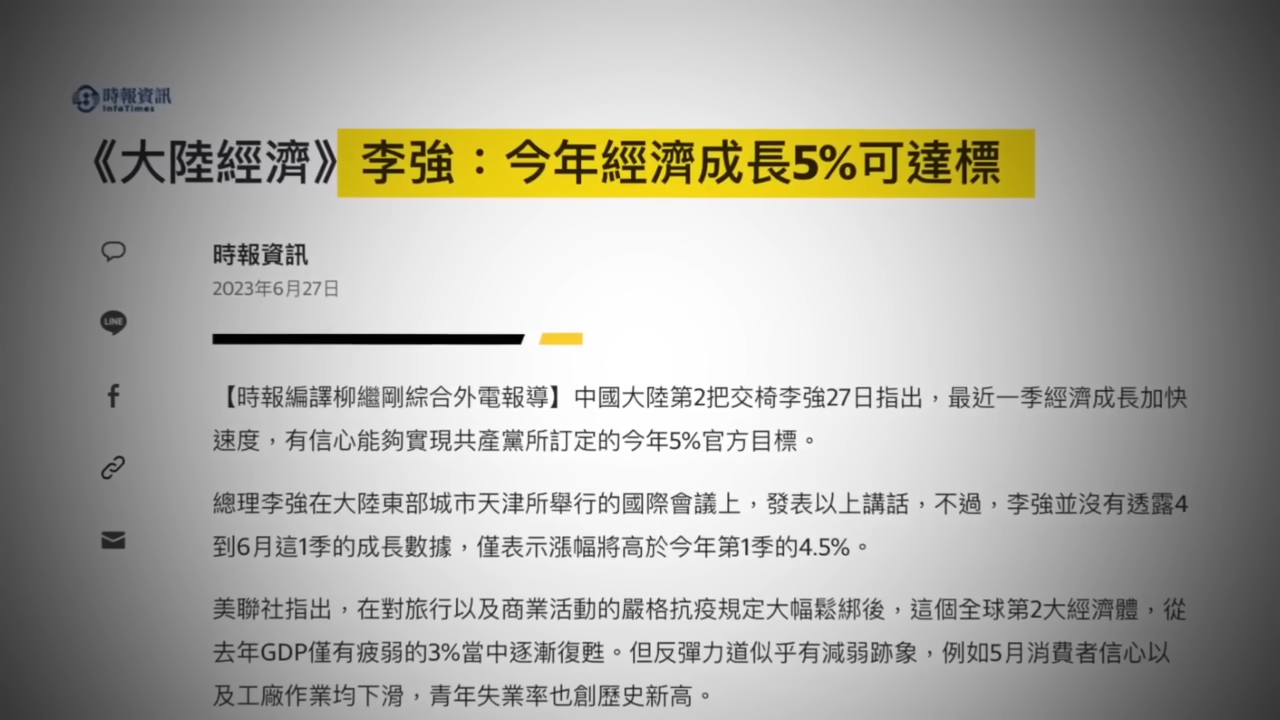 時報資訊
InfoTimes
《大陸經濟》李強：今年經濟成長5%可達標
時報資訊
2023年6月27日
LINE
【時報編譯柳繼剛綜合外電報導】中國大陸第2把交椅李強27日指出，最近一季經濟成長加快
速度，有信心能夠實現共產黨所訂定的今年5%官方目標。
總理李強在大陸東部城市天津所舉行的國際會議上，發表以上講話，不過，李強並沒有透露4
到6月這1季的成長數據，僅表示漲幅將高於今年第1季的4.5%。
美聯社指出，在對旅行以及商業活動的嚴格抗疫規定大幅鬆綁後，這個全球第2大經濟體，從
去年GDP僅有疲弱的3%當中逐漸復甦。但反彈力道似乎有減弱跡象，例如5月消費者信心以
及工廠作業均下滑，青年失業率也創歷史新高。